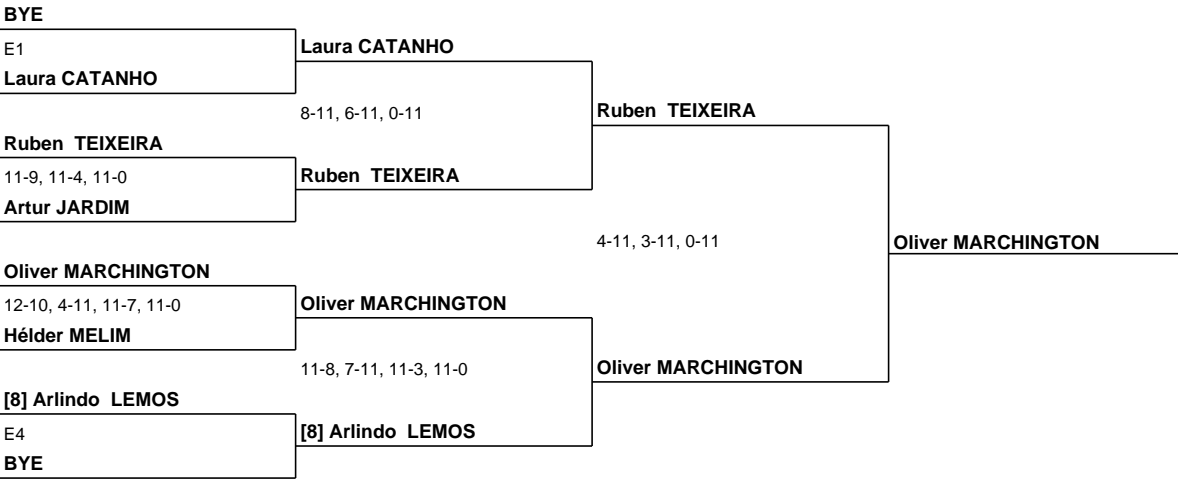 BYE
E1
Laura CATANHO
Laura CATANHO
8-11, 6-11, 0-11
Ruben TEIXEIRA
Ruben TEIXEIRA
11-9, 11-4, 11-0
Ruben TEIXEIRA
Artur JARDIM
4-11, 3-11, 0-11
Oliver MARCHINGTON
Oliver MARCHINGTON
12-10, 4-11, 11-7, 11-0
Oliver MARCHINGTON
Hélder MELIM
11-8, 7-11, 11-3, 11-0
Oliver MARCHINGTON
[8] Arlindo LEMOS
E4
[8] Arlindo LEMOS
BYE